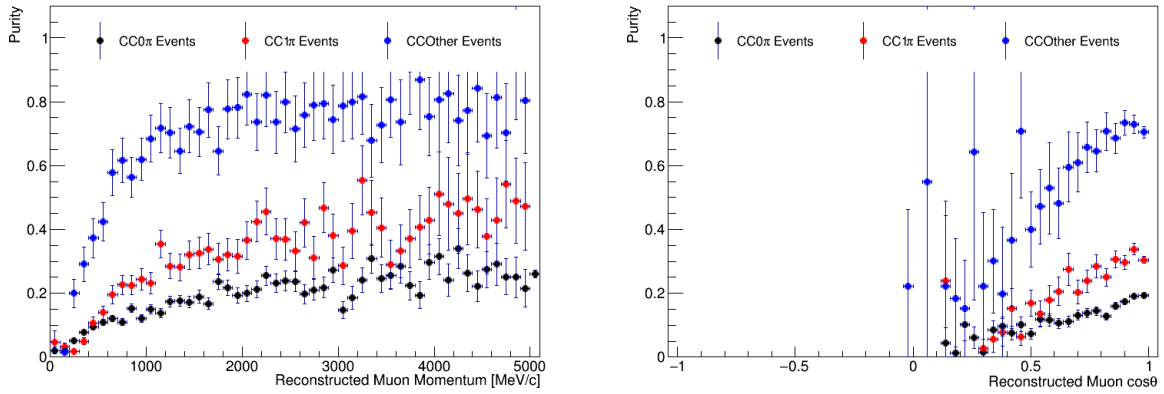 Purity
1
0.8
0.6
0.4
0.2
0
CC0π Events
CC1π Events
CCOther Events
0
1000
2000
3000
4000
5000
Reconstructed Muon Momentum [MeV/c]
Purity
1
0.8
0.6
0.4
0.2
0
CC0π Events
CC1π Events
CCOther Events
−1
−0.5
0
0.5
1
Reconstructed Muon cosθ